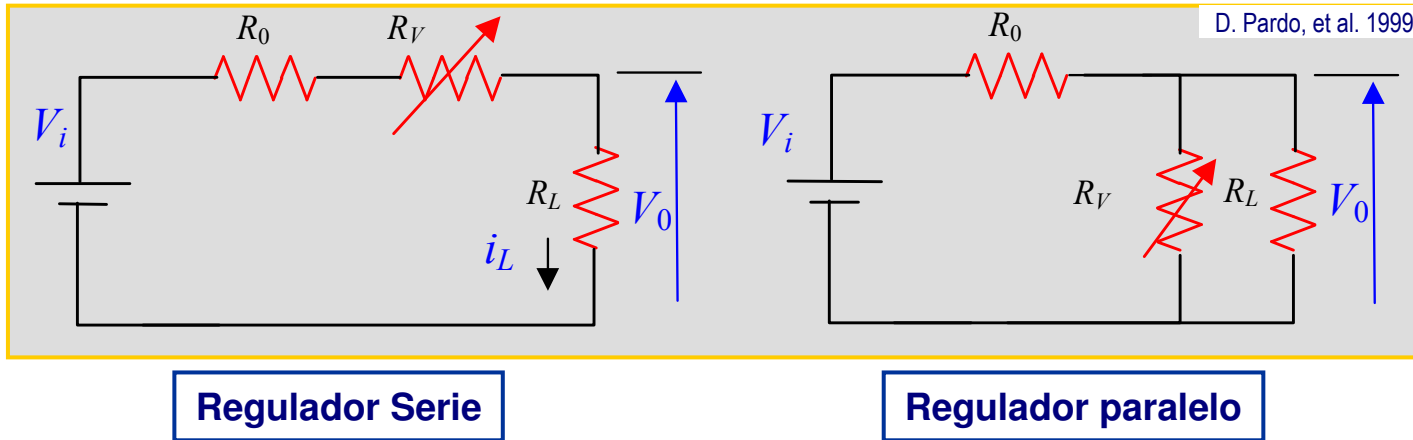 D. Pardo, et al. 1999
R0 RV
Vi
RL
V0
iL
R0
Vi
RV RL
V0
Regulador Serie
Regulador paralelo